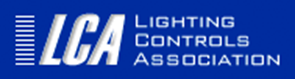 LCA
LIGHTING
CONTROLS
ASSOCIATION